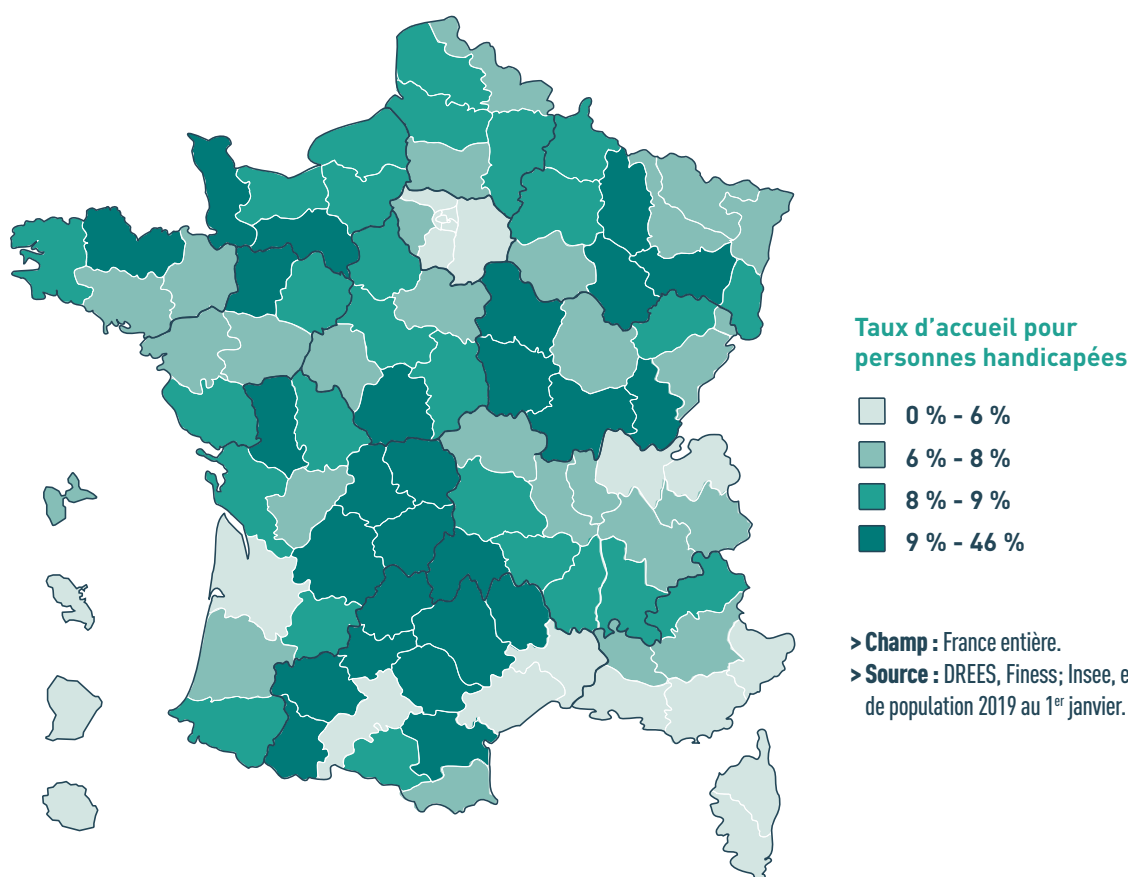 Taux d’accueil pour
personnes handicapées
0 % - 6 %
6 % - 8 %
8 % - 9 %
9 % - 46 %
> Champ : France entière.
> Source : DREES, Finess; Insee,
de population 2019 au 1er janvier.